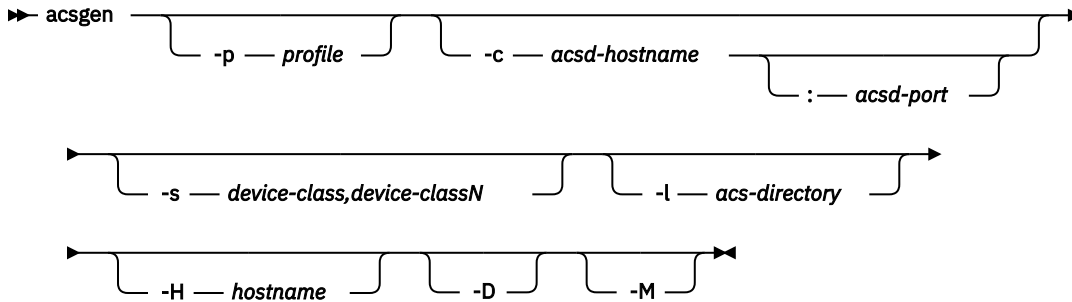 acsgen
-p profile -c acsd-hostname
: acsd-port
-s device-class,device-classN -l acs-directory
-H hostname -D -M